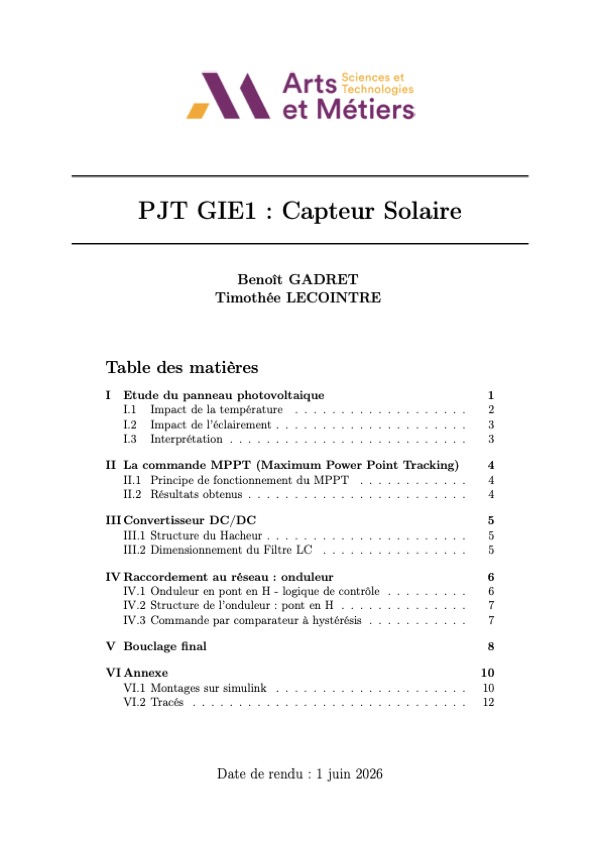 Arts Sciences et
Technologies
et Métiers
PJT GIE1 : Capteur Solaire
Benoît GADRET
Timothée LECOINTRE
Table des matières
I Etude du panneau photovoltaique 1
I.1 Impact de la température . . . . . . . . . . . . . . . . . . . 2
I.2 Impact de l'éclairement . . . . . . . . . . . . . . . . . . . . . 3
I.3 Interprétation . . . . . . . . . . . . . . . . . . . . . . . . . . 3
II La commande MPPT (Maximum Power Point Tracking) 4
II.1 Principe de fonctionnement du MPPT . . . . . . . . . . . . 4
II.2 Résultats obtenus . . . . . . . . . . . . . . . . . . . . . . . . 4
III Convertisseur DC/DC 5
III.1 Structure du Hacheur . . . . . . . . . . . . . . . . . . . . . . 5
III.2 Dimensionnement du Filtre LC . . . . . . . . . . . . . . . . 5
IV Raccordement au réseau : onduleur 6
IV.1 Onduleur en pont en H - logique de contrôle . . . . . . . . . 6
IV.2 Structure de l'onduleur : pont en H . . . . . . . . . . . . . . 7
IV.3 Commande par comparateur à hystérésis . . . . . . . . . . . 7
V Bouclage final 8
VI Annexe 10
VI.1 Montages sur simulink . . . . . . . . . . . . . . . . . . . . . 10
VI.2 Tracés . . . . . . . . . . . . . . . . . . . . . . . . . . . . . . 12
Date de rendu : 1 juin 2026